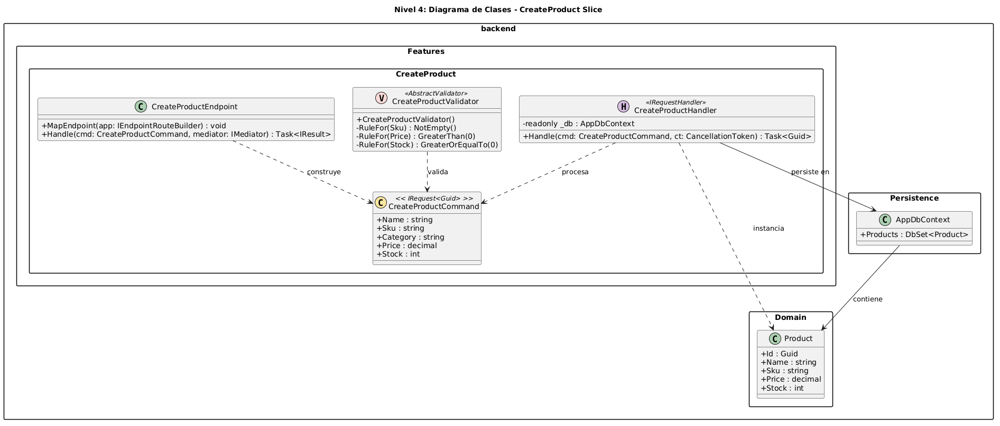 Nivel 4: Diagrama de Clases - CreateProduct Slice
backend
Features
CreateProduct
C CreateProductEndpoint
+MapEndpoint(app: IEndpointRouteBuilder) : void
+Handle(cmd: CreateProductCommand, mediator: IMediator) : Task<IResult>
V «AbstractValidator»
CreateProductValidator
+CreateProductValidator()
-RuleFor(Sku) : NotEmpty()
-RuleFor(Price) : GreaterThan(0)
-RuleFor(Stock) : GreaterOrEqualTo(0)
H «IRequestHandler»
CreateProductHandler
-readonly _db : AppDbContext
+Handle(cmd: CreateProductCommand, ct: CancellationToken) : Task<Guid>
construye
valida
procesa
persiste en
C << IRequest<Guid> >>
CreateProductCommand
+Name : string
+Sku : string
+Category : string
+Price : decimal
+Stock : int
instancia
Persistence
C AppDbContext
+Products : DbSet<Product>
contiene
Domain
C Product
+Id : Guid
+Name : string
+Sku : string
+Price : decimal
+Stock : int